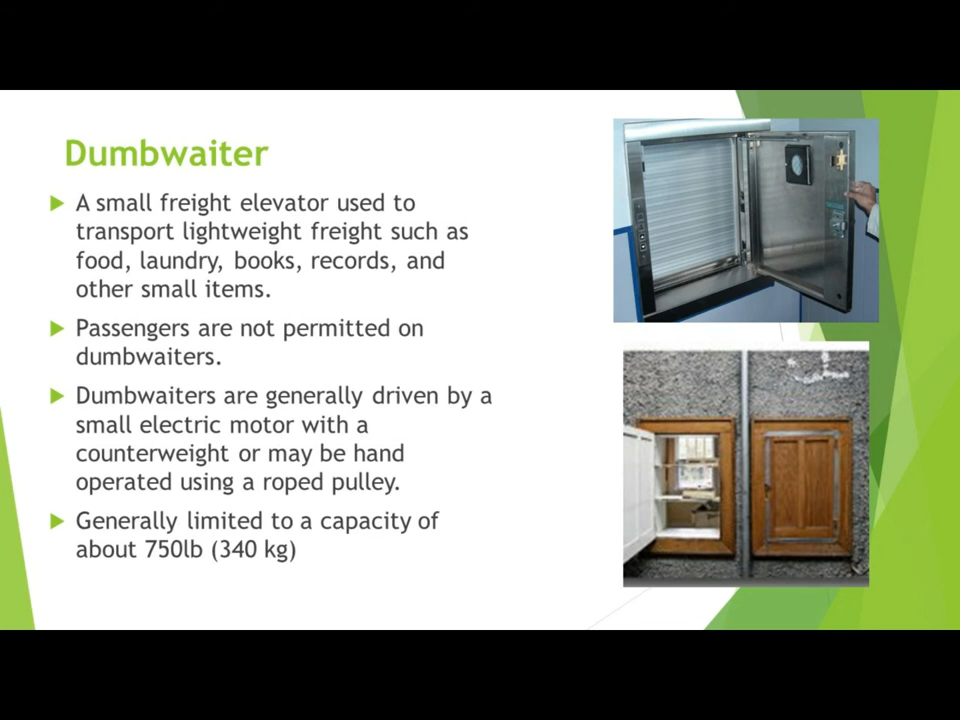 Dumbwaiter
A small freight elevator used to
transport lightweight freight such as
food, laundry, books, records, and
other small items.
Passengers are not permitted on
dumbwaiters.
Dumbwaiters are generally driven by a
small electric motor with a
counterweight or may be hand
operated using a roped pulley.
Generally limited to a capacity of
about 750lb (340 kg)